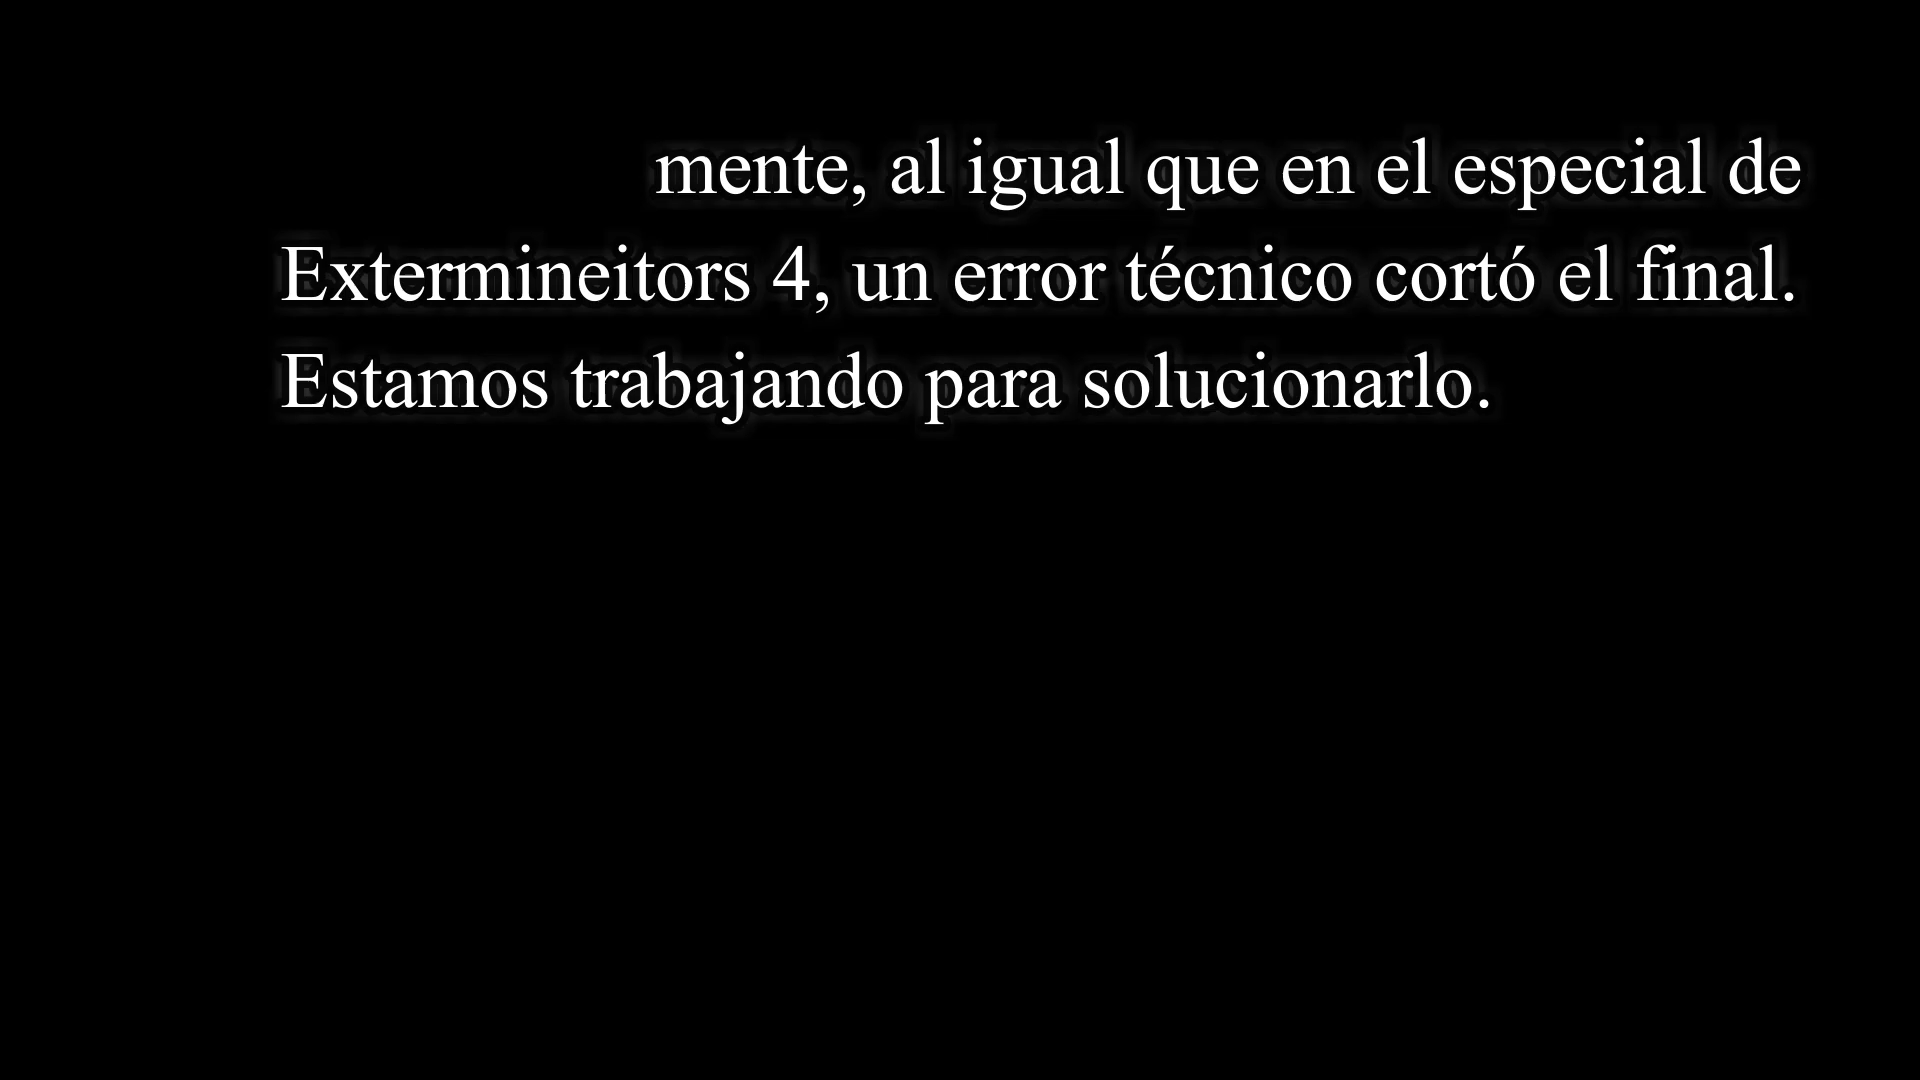 mente, al igual que en el especial de
Extermineitors 4, un error técnico cortó el final.
Estamos trabajando para solucionarlo.